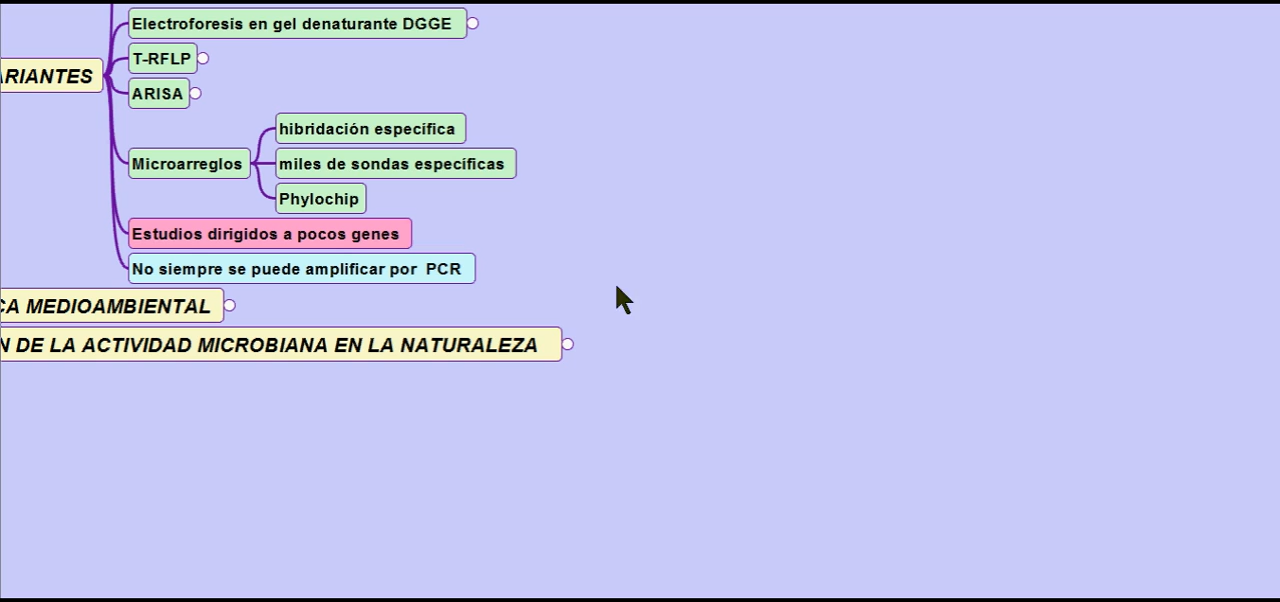 Electroforesis en gel denaturante DGGE
T-RFLP
ARIANTES
ARISA
hibridación específica
Microarreglos
miles de sondas específicas
Phylochip
Estudios dirigidos a pocos genes
No siempre se puede amplificar por PCR
CA MEDIOAMBIENTAL
N DE LA ACTIVIDAD MICROBIANA EN LA NATURALEZA